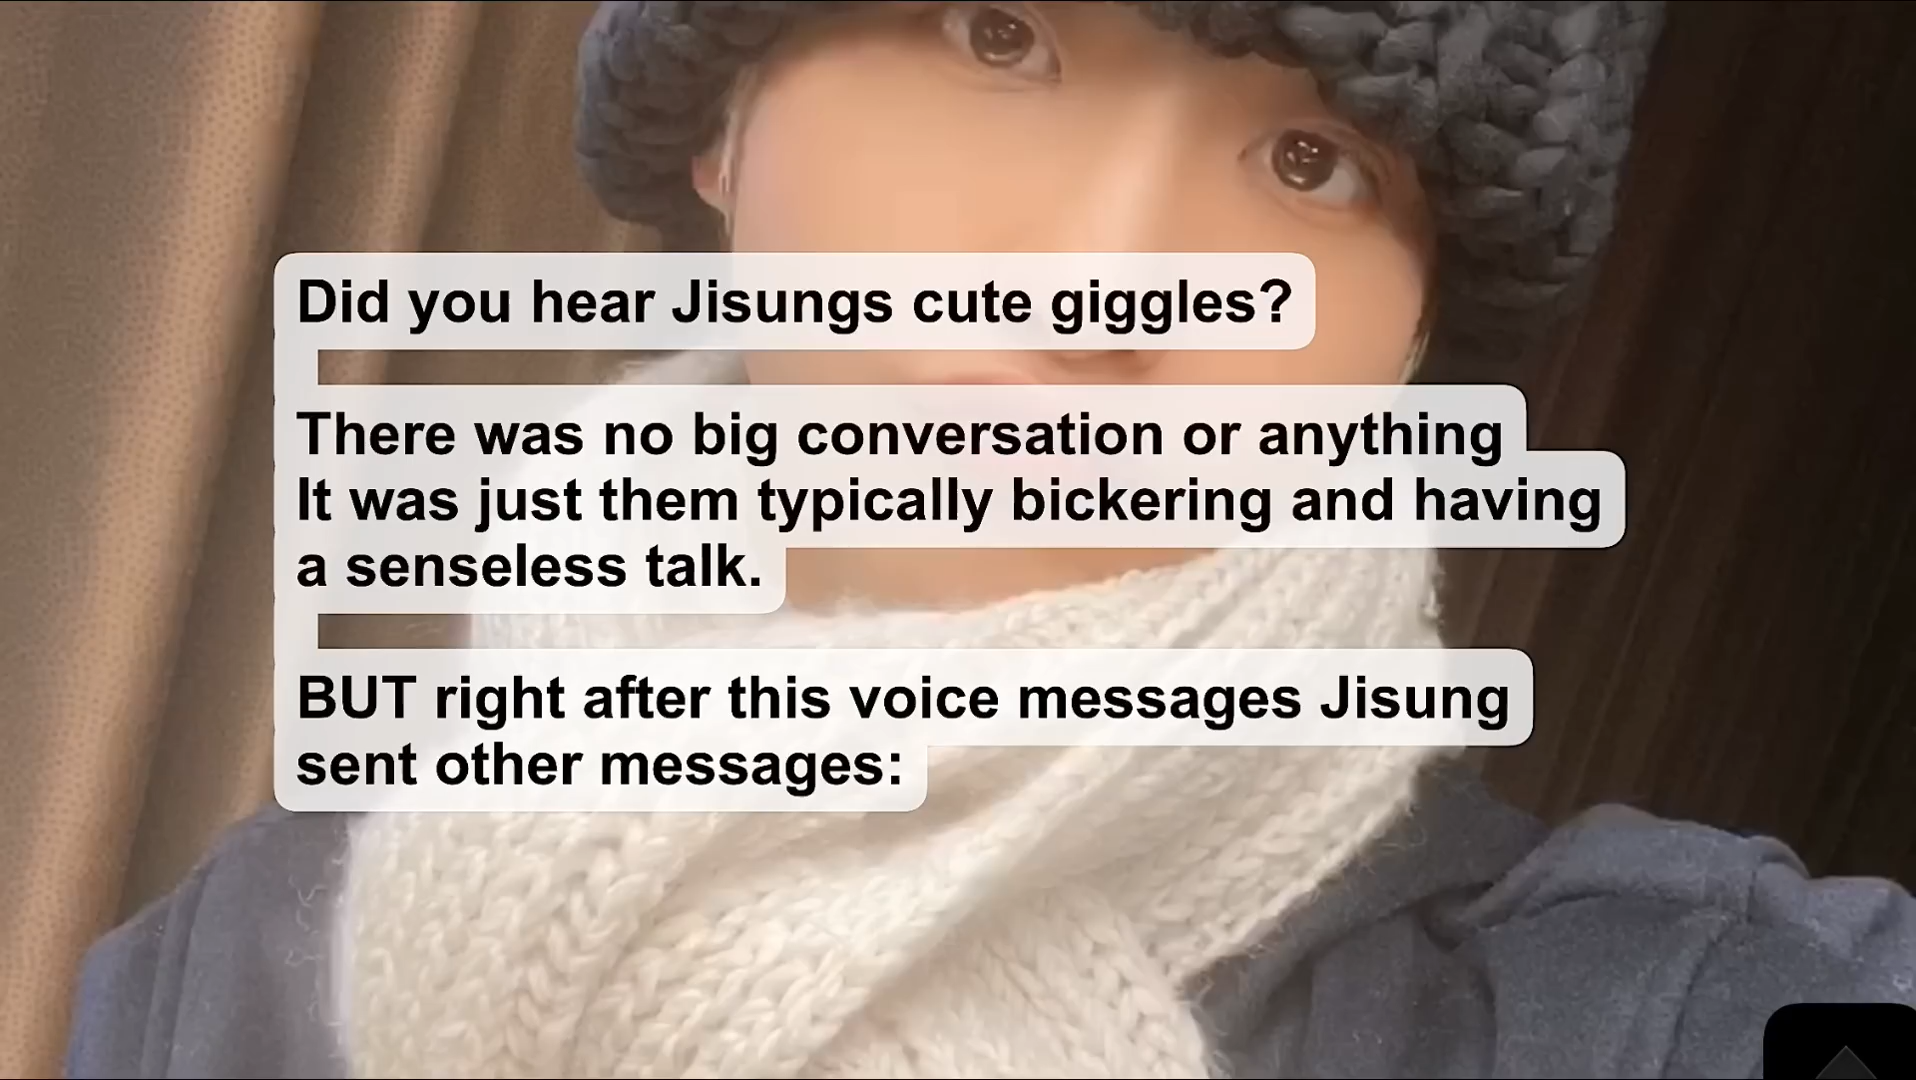 Did you hear Jisungs cute giggles?
There was no big conversation or anything
It was just them typically bickering and having
a senseless talk.
BUT right after this voice messages Jisung
sent other messages: